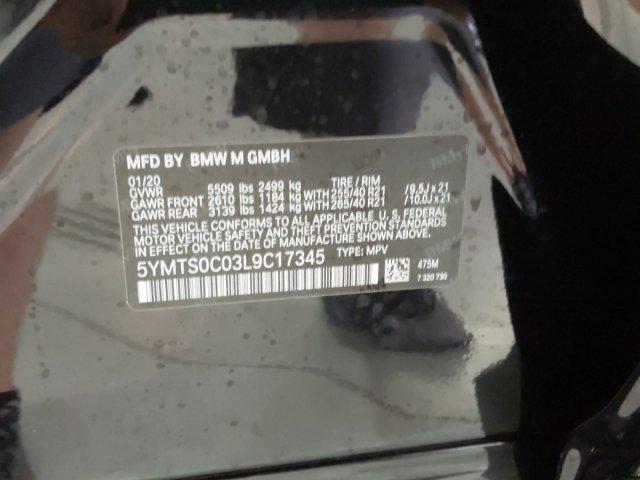 MFD BY BMW M GMBH
01/20 TIRE / RIM
GVWR 5509 lbs 2499 kg
GAWR FRONT 2610 lbs 1184 kg WITH 255/40 R21 / 9.5J x 21
GAWR REAR 3139 lbs 1424 kg WITH 265/40 R21 / 10.0J x 21
THIS VEHICLE CONFORMS TO ALL APPLICABLE U. S. FEDERAL
MOTOR VEHICLE SAFETY, BUMPER, AND THEFT PREVENTION
STANDARDS IN EFFECT ON THE DATE OF MANUFACTURE SHOWN ABOVE.
5YMTS0C03L9C17345 TYPE: MPV
475M
7 320 730